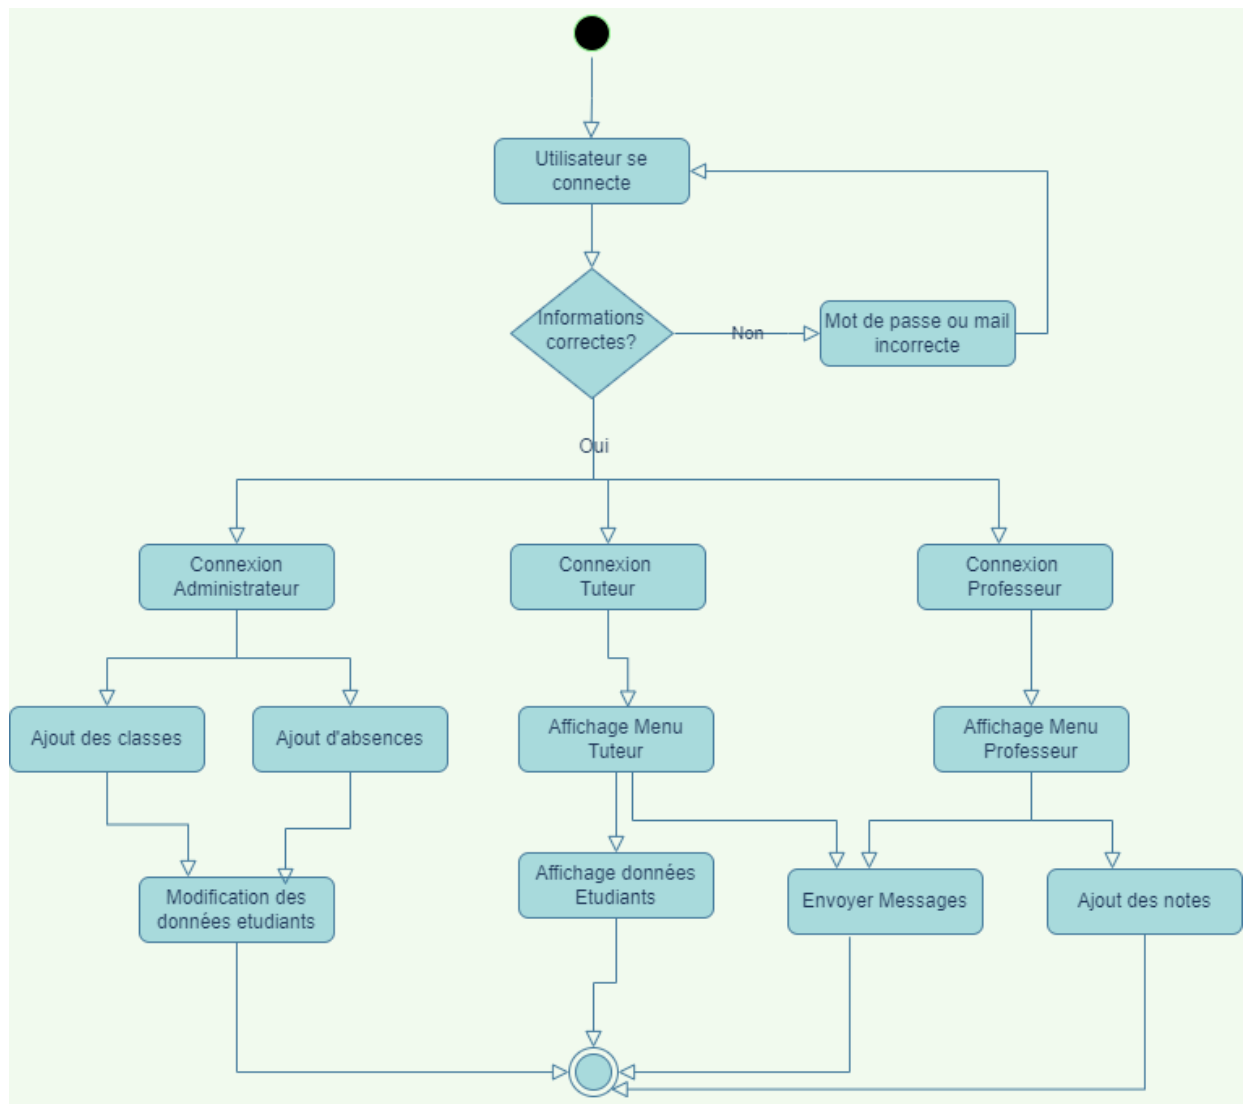 Utilisateur se
connecte
Informations
correctes?
Non
Mot de passe ou mail
incorrecte
Oui
Connexion
Administrateur
Connexion
Tuteur
Connexion
Professeur
Ajout des classes
Ajout d'absences
Affichage Menu
Tuteur
Affichage Menu
Professeur
Affichage données
Etudiants
Modification des
données etudiants
Envoyer Messages
Ajout des notes